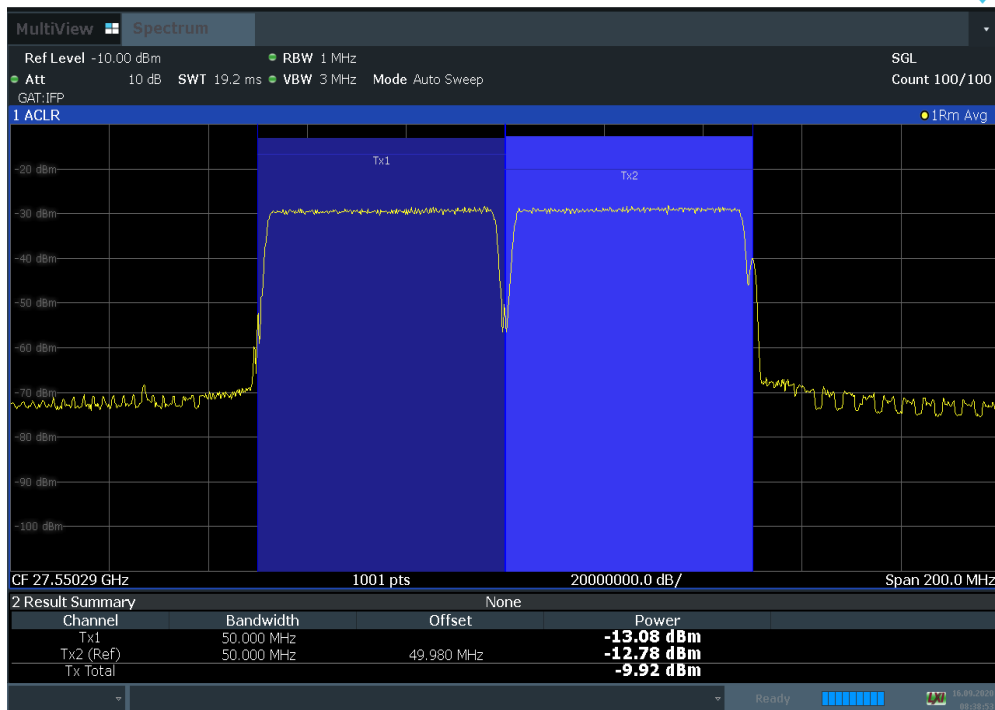 MultiView Spectrum
Ref Level -10.00 dBm RBW 1 MHz SGL
Att 10 dB SWT 19.2 ms VBW 3 MHz Mode Auto Sweep Count 100/100
GAT:IFP
1 ACLR 1Rm Avg
Tx1
-20 dBm
Tx2
-30 dBm
-40 dBm
-50 dBm
-60 dBm
-70 dBm
-80 dBm
-90 dBm
-100 dBm
CF 27.55029 GHz 1001 pts 20000000.0 dB/ Span 200.0 MHz
2 Result Summary None
Channel Bandwidth Offset Power
Tx1 50.000 MHz -13.08 dBm
Tx2 (Ref) 50.000 MHz 49.980 MHz -12.78 dBm
Tx Total -9.92 dBm
Ready LXI 16.09.2020